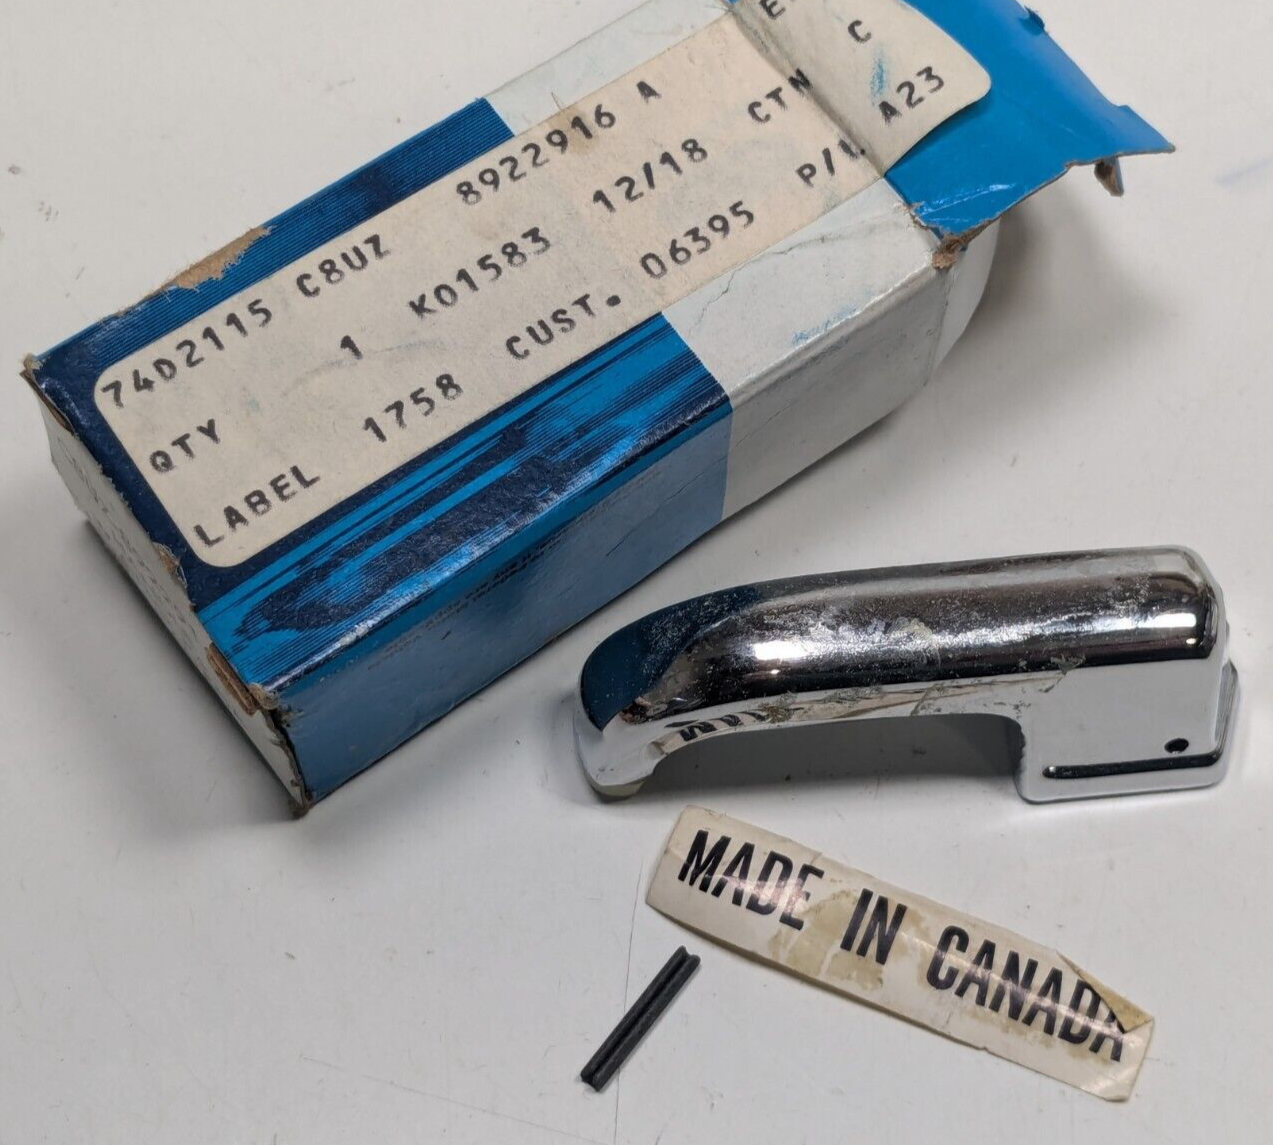 74D2115 C8UZ 8922916 A
QTY 1 K01583 12/18 CTN C
LABEL 1758 CUST. 06395 P/L A23
MADE IN CANADA